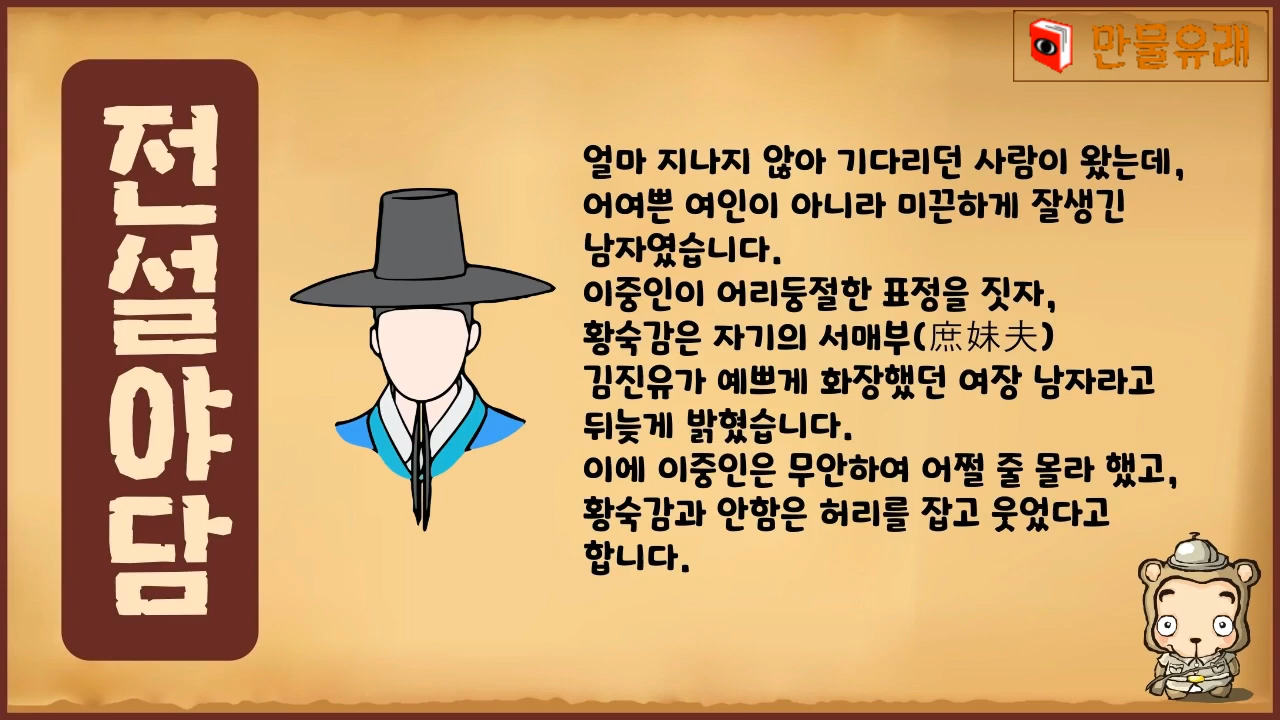 전설야담
만물유래
얼마 지나지 않아 기다리던 사람이 왔는데,
어여쁜 여인이 아니라 미끈하게 잘생긴
남자였습니다.
이중인이 어리둥절한 표정을 짓자,
황숙감은 자기의 서매부(庶妹夫)
김진유가 예쁘게 화장했던 여장 남자라고
뒤늦게 밝혔습니다.
이에 이중인은 무안하여 어쩔 줄 몰라 했고,
황숙감과 안함은 허리를 잡고 웃었다고
합니다.